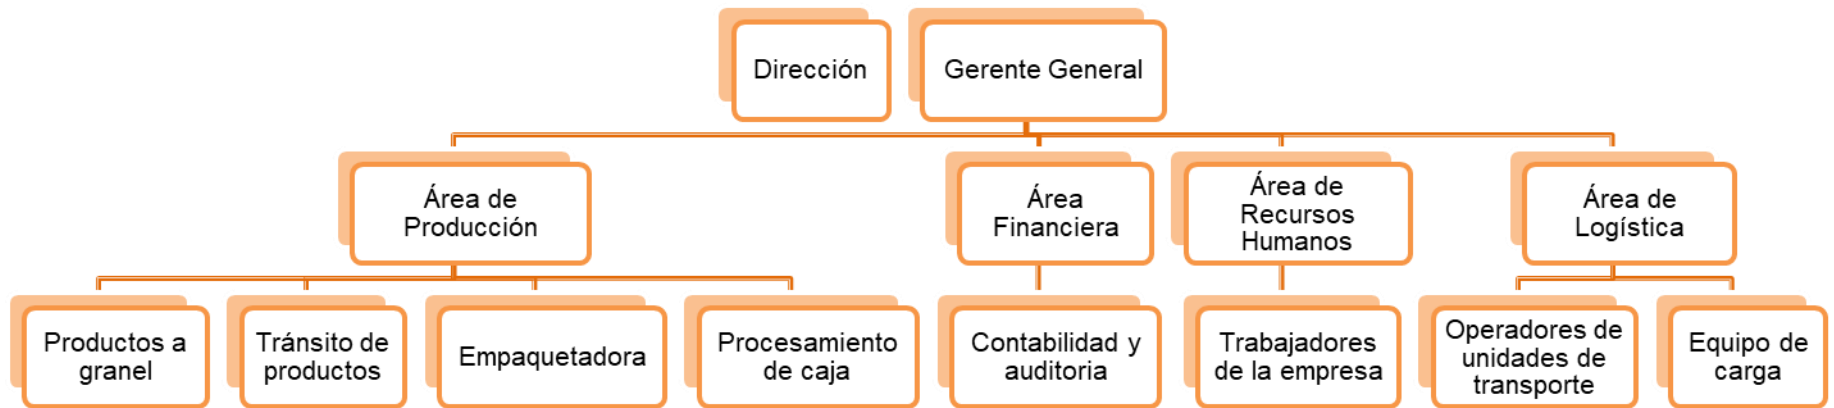 Dirección
Gerente General
Área de
Producción
Área
Financiera
Área de
Recursos
Humanos
Área de
Logística
Productos a
granel
Tránsito de
productos
Empaquetadora
Procesamiento
de caja
Contabilidad y
auditoria
Trabajadores
de la empresa
Operadores de
unidades de
transporte
Equipo de
carga